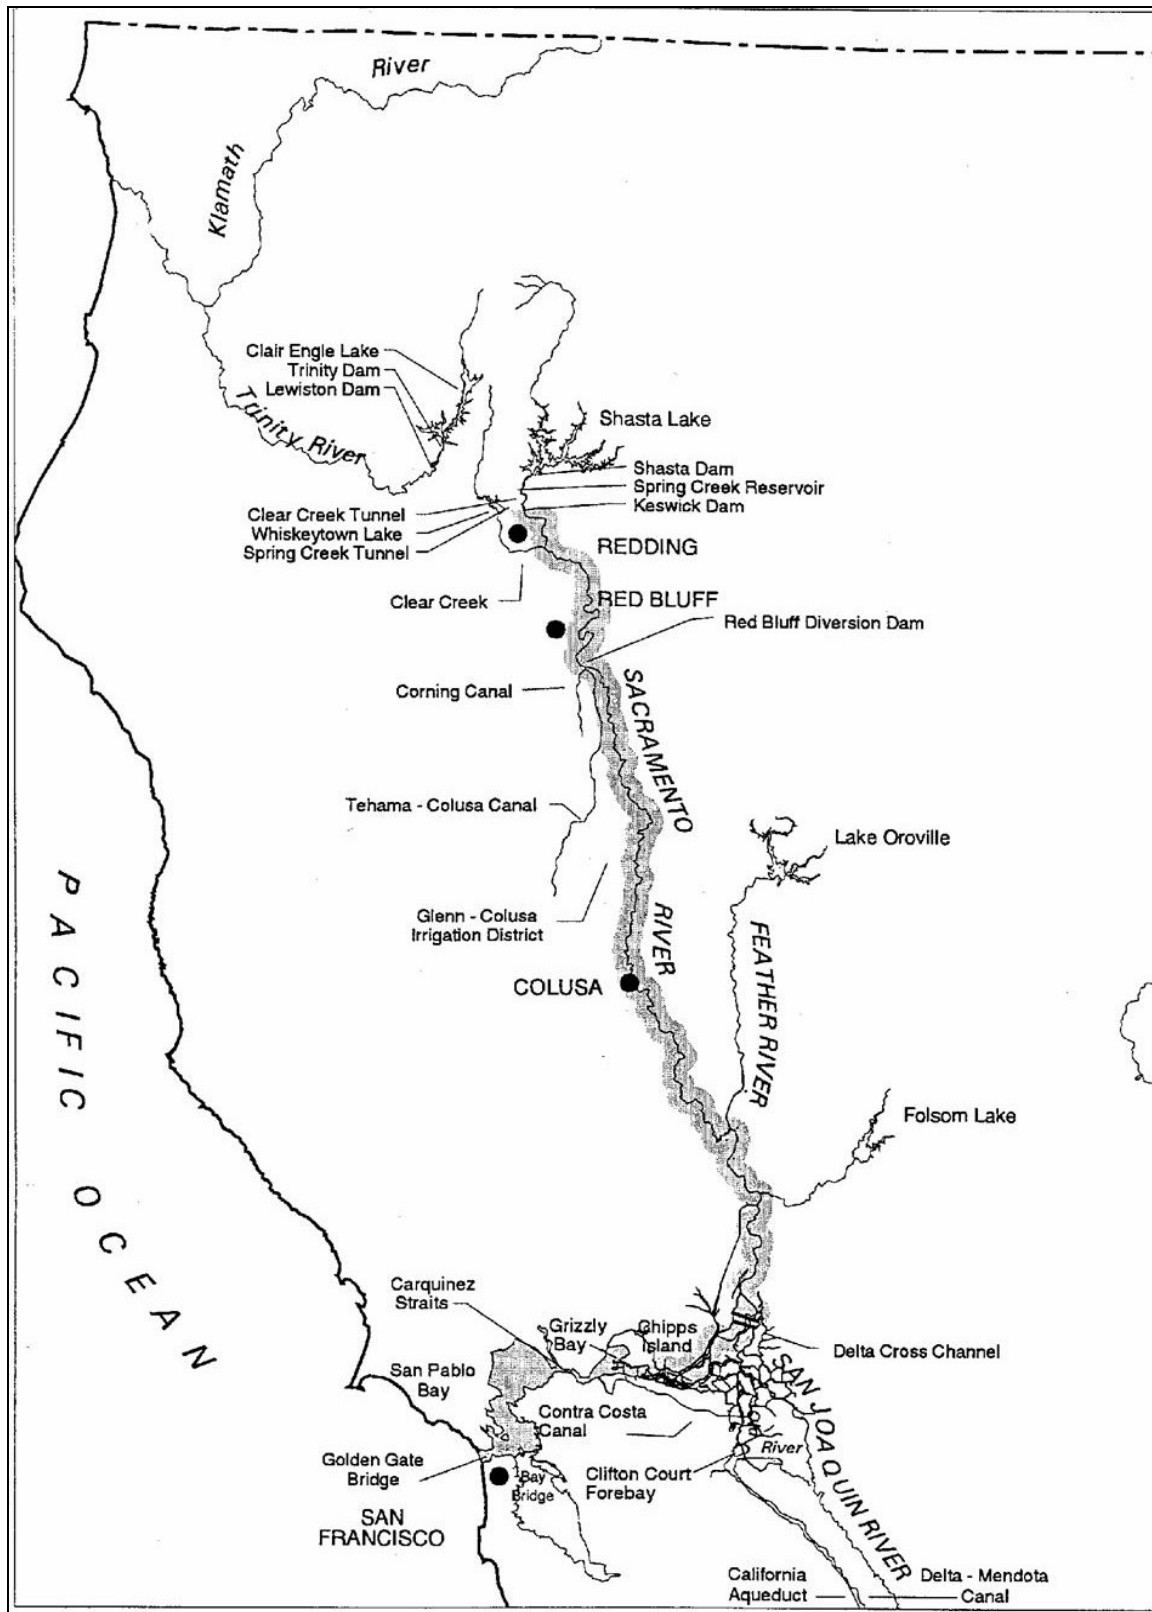 River
Klamath
Clair Engle Lake
Trinity Dam
Lewiston Dam
Trinity River
Shasta Lake
Shasta Dam
Spring Creek Reservoir
Keswick Dam
Clear Creek Tunnel
Whiskeytown Lake
Spring Creek Tunnel
REDDING
Clear Creek
RED BLUFF
Red Bluff Diversion Dam
Corning Canal
SACRAMENTO
RIVER
Tehama - Colusa Canal
Lake Oroville
Glenn - Colusa
Irrigation District
FEATHER RIVER
COLUSA
PACIFIC OCEAN
Folsom Lake
Carquinez
Straits
Grizzly
Bay
Chipps
Island
Delta Cross Channel
San Pablo
Bay
SAN JOAQUIN RIVER
Contra Costa
Canal
River
Golden Gate
Bridge
Bay
Bridge
Clifton Court
Forebay
SAN
FRANCISCO
California
Aqueduct
Delta - Mendota
Canal